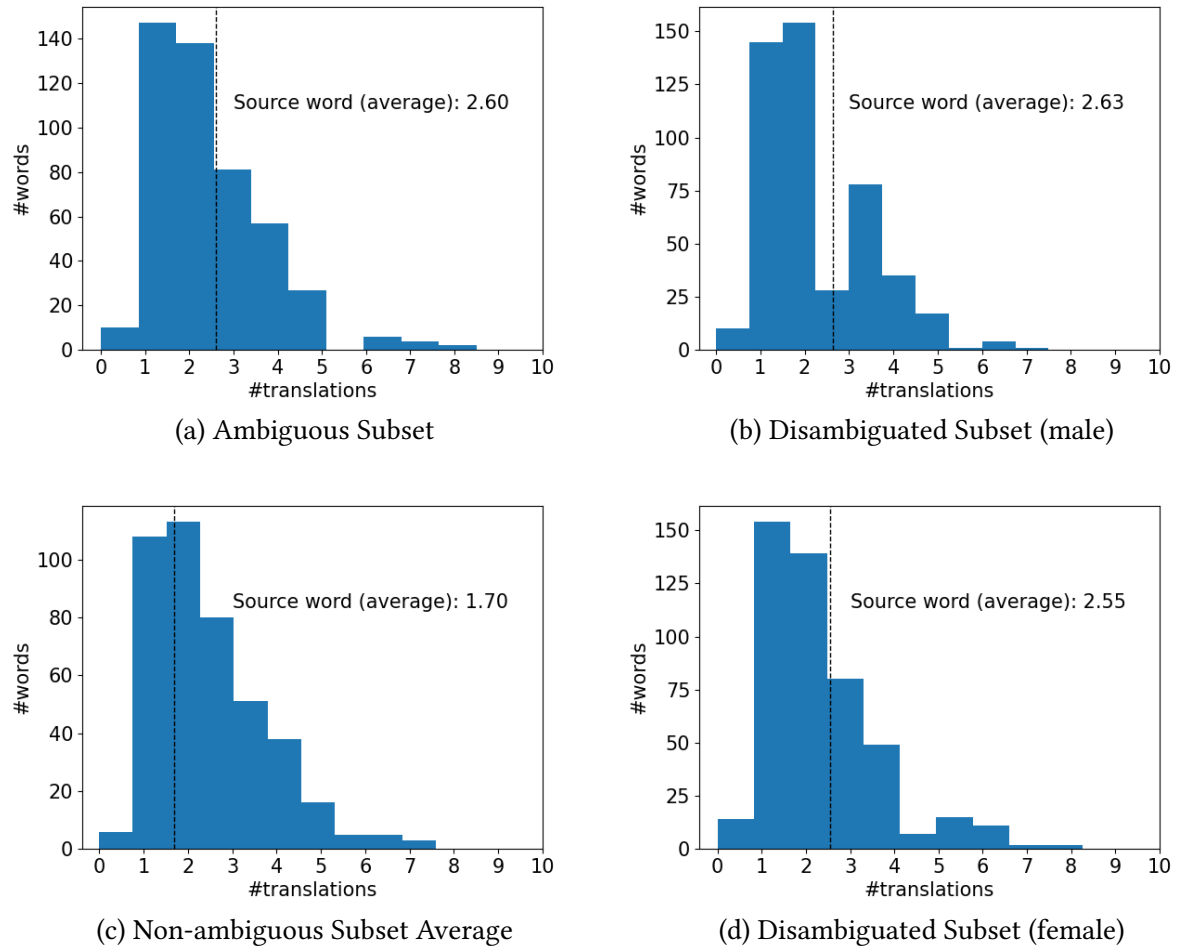 140
120
100
80
60
40
20
0
#words
Source word (average): 2.60
0 1 2 3 4 5 6 7 8 9 10
#translations
(a) Ambiguous Subset
150
125
100
75
50
25
0
#words
Source word (average): 2.63
0 1 2 3 4 5 6 7 8 9 10
#translations
(b) Disambiguated Subset (male)
100
80
60
40
20
0
#words
Source word (average): 1.70
0 1 2 3 4 5 6 7 8 9 10
#translations
(c) Non-ambiguous Subset Average
150
125
100
75
50
25
0
#words
Source word (average): 2.55
0 1 2 3 4 5 6 7 8 9 10
#translations
(d) Disambiguated Subset (female)